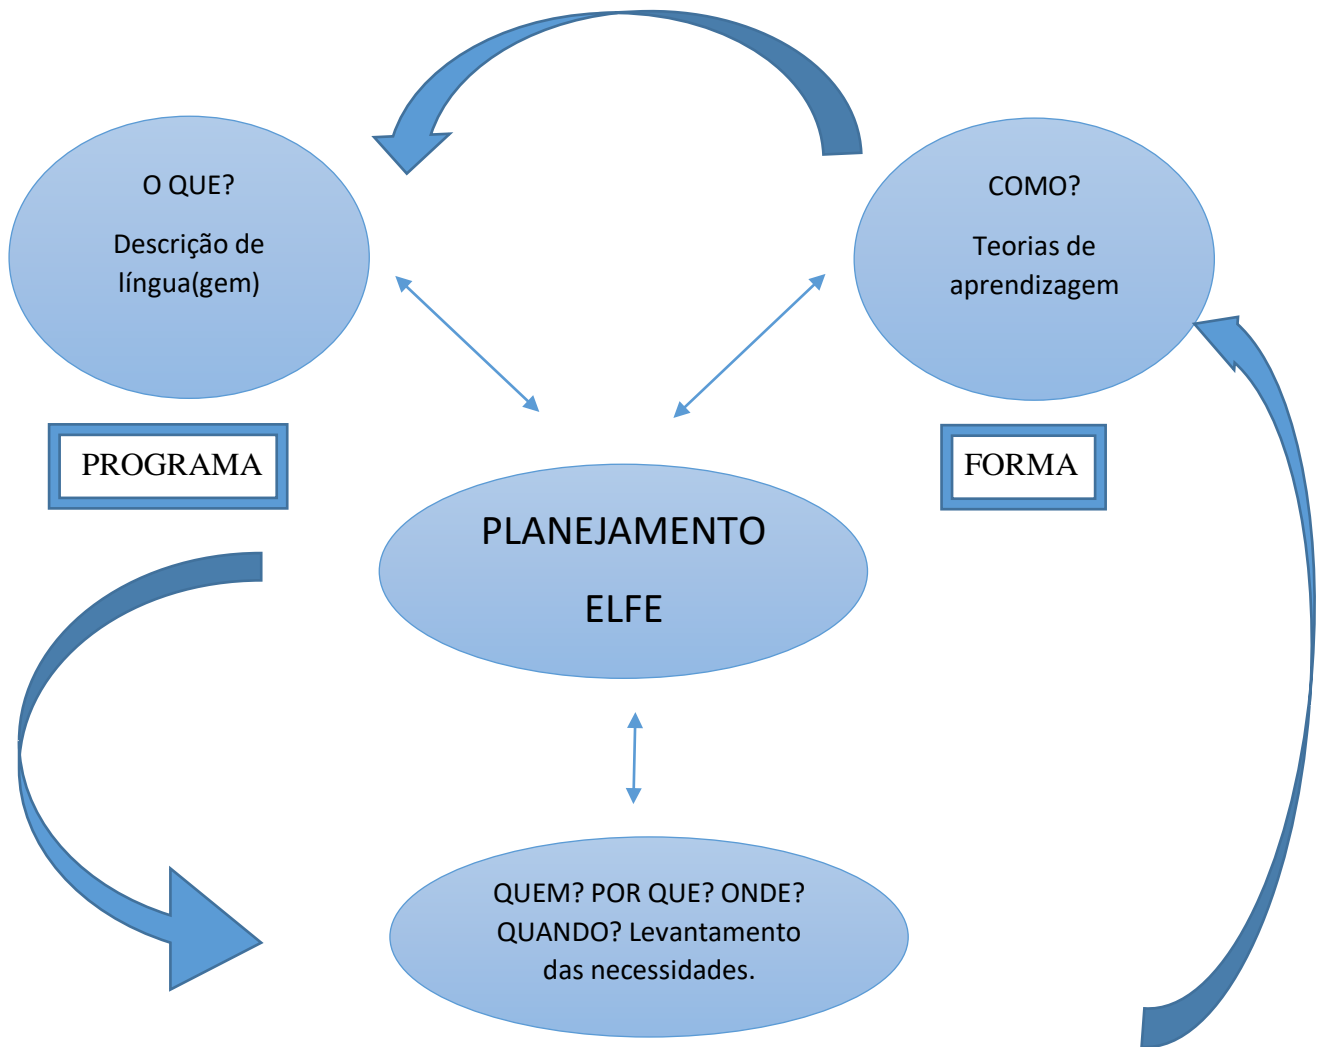 O QUE?
Descrição de
língua(gem)
COMO?
Teorias de
aprendizagem
PROGRAMA
FORMA
PLANEJAMENTO
ELFE
QUEM? POR QUE? ONDE?
QUANDO? Levantamento
das necessidades.